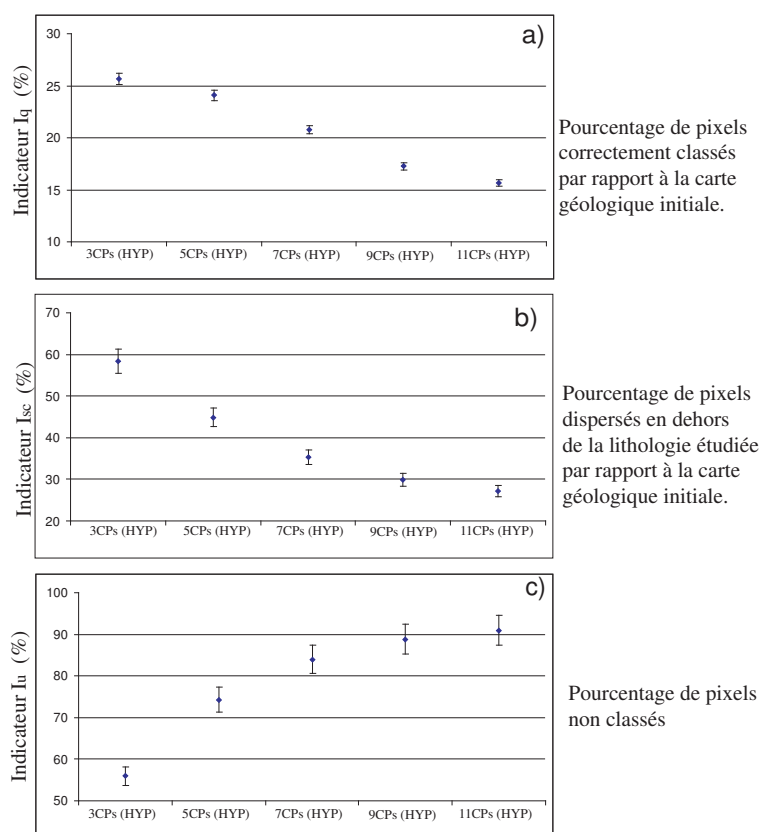 a)
Indicateur Iq (%)
30
25
20
15
10
3CPs (HYP) 5CPs (HYP) 7CPs (HYP) 9CPs (HYP) 11CPs (HYP)
Pourcentage de pixels
correctement classés
par rapport à la carte
géologique initiale.
b)
Indicateur Isc (%)
70
60
50
40
30
20
3CPs (HYP) 5CPs (HYP) 7CPs (HYP) 9CPs (HYP) 11CPs (HYP)
Pourcentage de pixels
dispersés en dehors
de la lithologie étudiée
par rapport à la carte
géologique initiale.
c)
Indicateur Iu (%)
100
90
80
70
60
50
3CPs (HYP) 5CPs (HYP) 7CPs (HYP) 9CPs (HYP) 11CPs (HYP)
Pourcentage de pixels
non classés